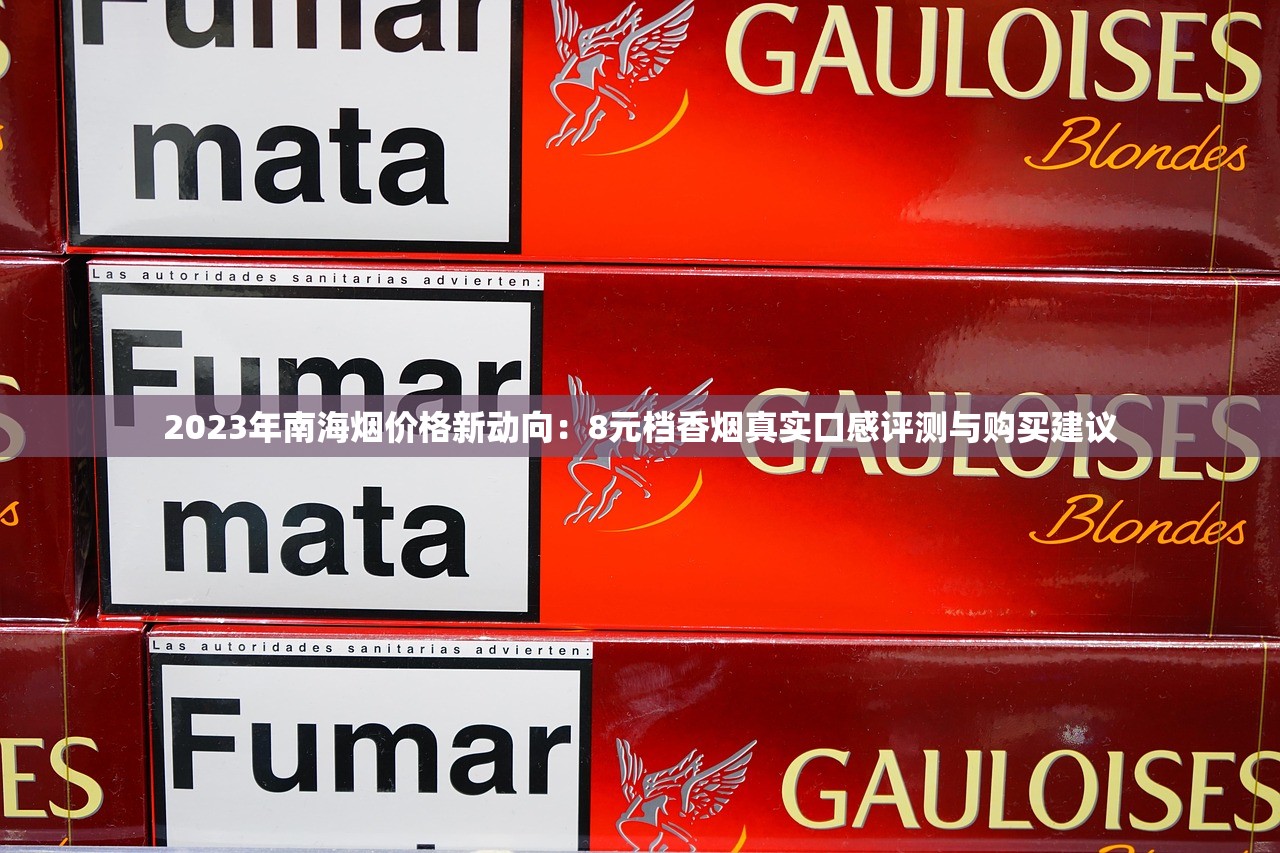 Fumar
mata
GAULOISES
Blondes
Las autoridades sanitarias advierten:
Fumar
mata
GAULOISES
Blondes
2023年南海烟价格新动向：8元档香烟真实口感评测与购买建议
Las autoridades sanitarias advierten:
Fumar
ES
GAULOISES